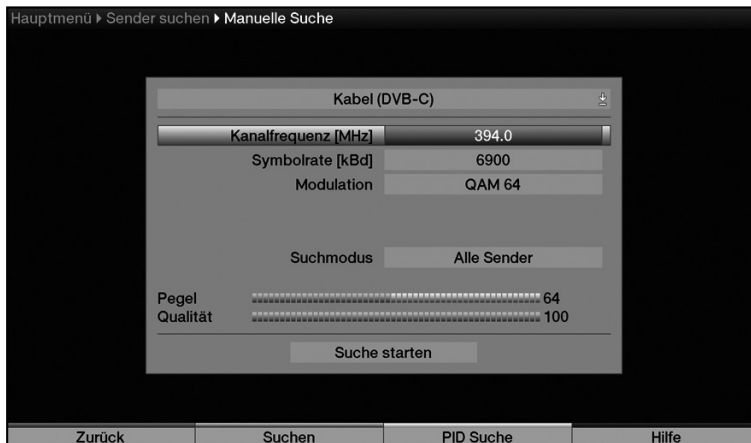 Hauptmenü ▸ Sender suchen ▸ Manuelle Suche
Kabel (DVB-C)
Kanalfrequenz [MHz] 394.0
Symbolrate [kBd] 6900
Modulation QAM 64
Suchmodus Alle Sender
Pegel 64
Qualität 100
Suche starten
Zurück Suchen PID Suche Hilfe